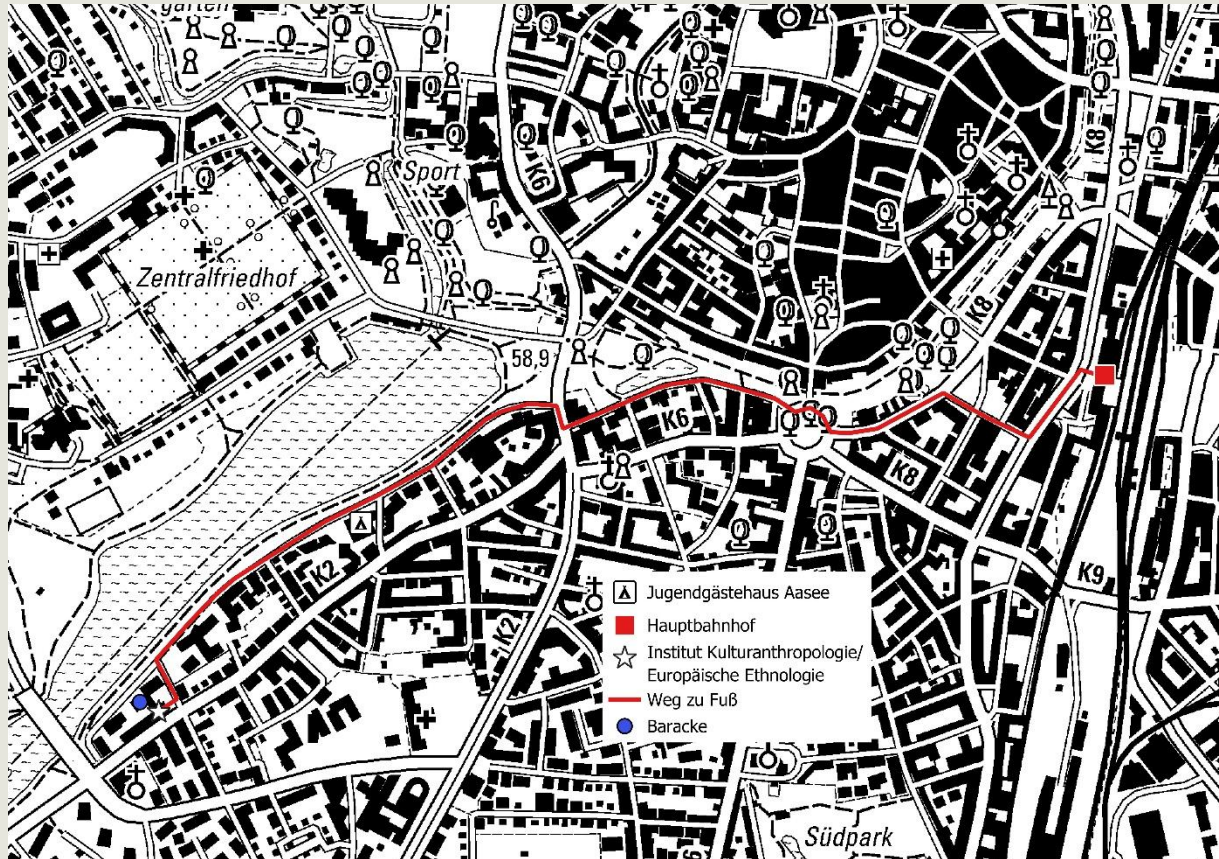 garten
K6
K8
Sport
Zentralfriedhof
K8
58,9
K6
K8
K2
K9
K2
Jugendgästehaus Aasee
Hauptbahnhof
Institut Kulturanthropologie/
Europäische Ethnologie
Weg zu Fuß
Baracke
Südpark